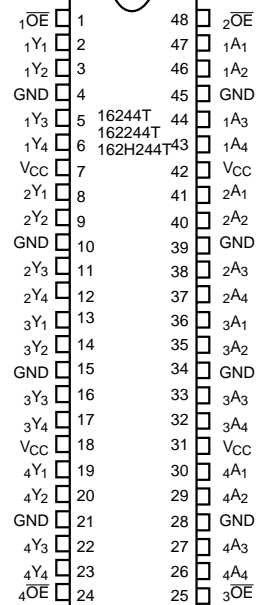 1OE 1 48 2OE
1Y1 2 47 1A1
1Y2 3 46 1A2
GND 4 45 GND
1Y3 5 16244T 44 1A3
1Y4 6 162244T 43 1A4
162H244T
VCC 7 42 VCC
2Y1 8 41 2A1
2Y2 9 40 2A2
GND 10 39 GND
2Y3 11 38 2A3
2Y4 12 37 2A4
3Y1 13 36 3A1
3Y2 14 35 3A2
GND 15 34 GND
3Y3 16 33 3A3
3Y4 17 32 3A4
VCC 18 31 VCC
4Y1 19 30 4A1
4Y2 20 29 4A2
GND 21 28 GND
4Y3 22 27 4A3
4Y4 23 26 4A4
4OE 24 25 3OE